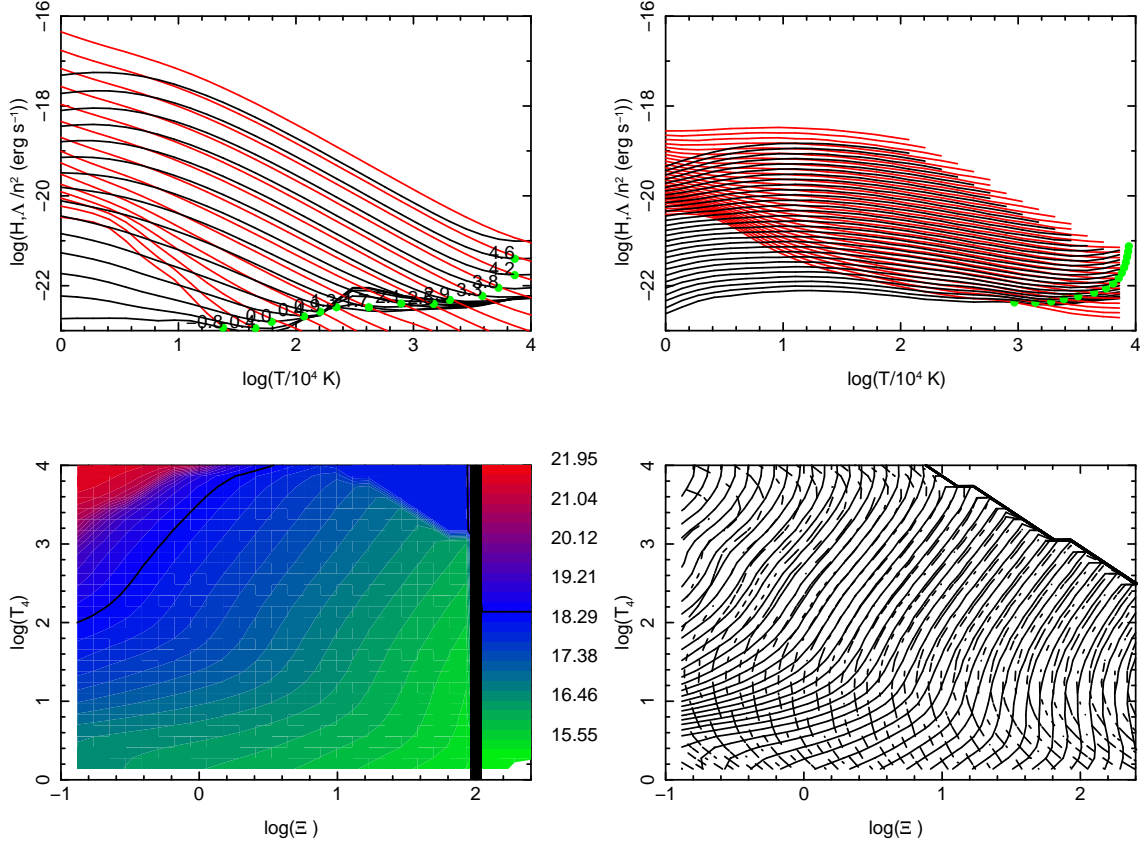 log(H,Λ /n² (erg s⁻¹))
−16
−18
−20
−22
4.6
4.2
3.8
−0.8
0 1 2 3 4
log(T/10⁴ K)
log(H,Λ /n² (erg s⁻¹))
−16
−18
−20
−22
0 1 2 3 4
log(T/10⁴ K)
log(T₄)
4
3
2
1
0
−1 0 1 2
log(Ξ )
21.95
21.04
20.12
19.21
18.29
17.38
16.46
15.55
log(T₄)
4
3
2
1
0
−1 0 1 2
log(Ξ )